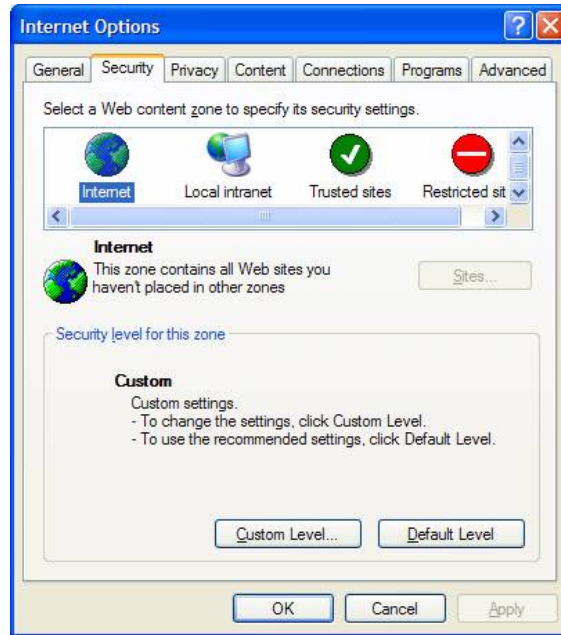 Internet Options
General Security Privacy Content Connections Programs Advanced
Select a Web content zone to specify its security settings.
Internet Local intranet Trusted sites Restricted sit
Internet
This zone contains all Web sites you
haven't placed in other zones
Sites...
Security level for this zone
Custom
Custom settings.
- To change the settings, click Custom Level.
- To use the recommended settings, click Default Level.
Custom Level... Default Level
OK Cancel Apply